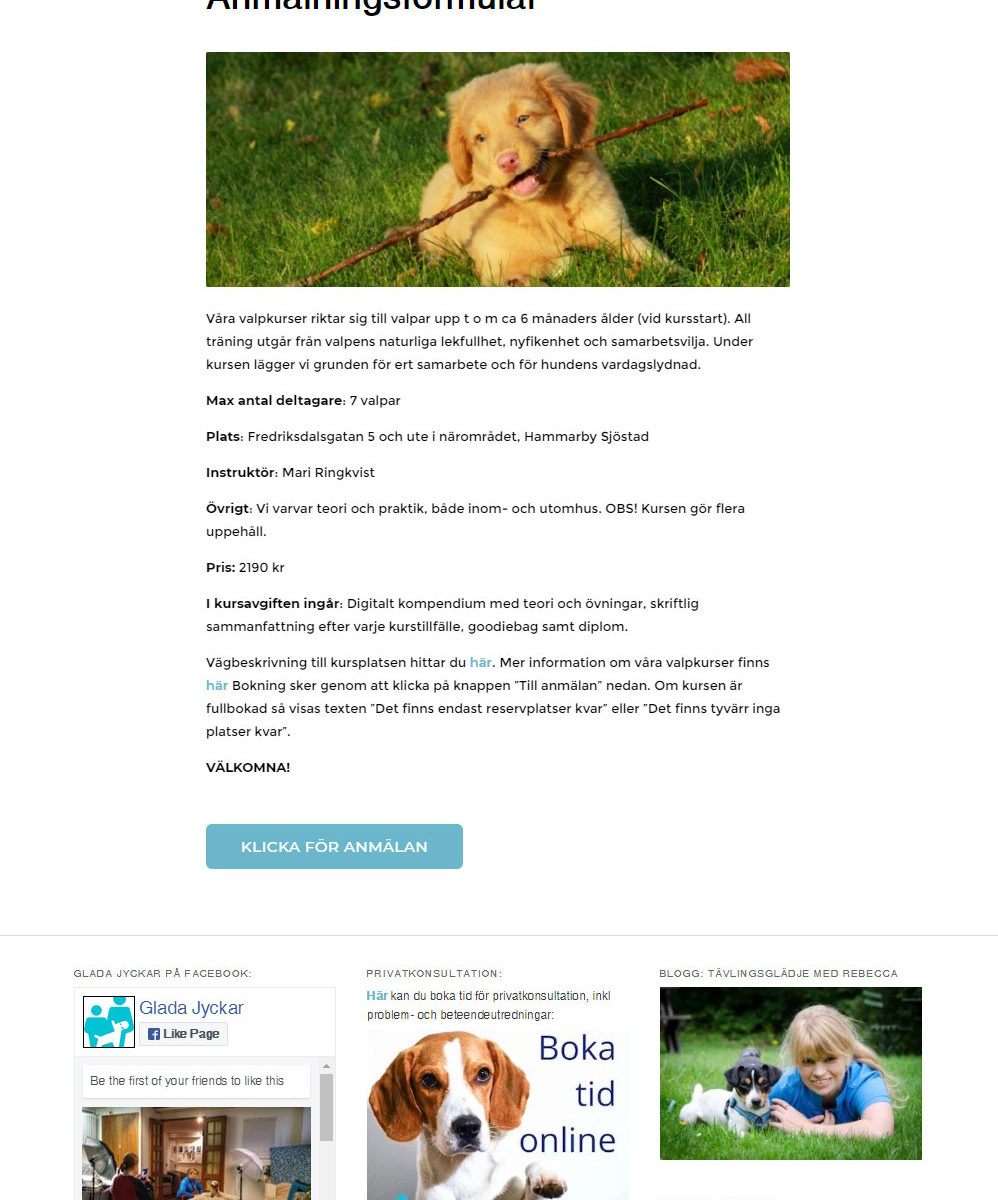 Anmälningsformulär
Våra valpkurser riktar sig till valpar upp t o m ca 6 månaders ålder (vid kursstart). All
träning utgår från valpens naturliga lekfullhet, nyfikenhet och samarbetsvilja. Under
kursen lägger vi grunden för ert samarbete och för hundens vardagslydnad.
Max antal deltagare: 7 valpar
Plats: Fredriksdalsgatan 5 och ute i närområdet, Hammarby Sjöstad
Instruktör: Mari Ringkvist
Övrigt: Vi varvar teori och praktik, både inom- och utomhus. OBS! Kursen gör flera
uppehåll.
Pris: 2190 kr
I kursavgiften ingår: Digitalt kompendium med teori och övningar, skriftlig
sammanfattning efter varje kurstillfälle, goodiebag samt diplom.
Vägbeskrivning till kursplatsen hittar du här. Mer information om våra valpkurser finns
här Bokning sker genom att klicka på knappen ”Till anmälan” nedan. Om kursen är
fullbokad så visas texten ”Det finns endast reservplatser kvar” eller ”Det finns tyvärr inga
platser kvar”.
VÄLKOMNA!
KLICKA FÖR ANMÄLAN
GLADA JYCKAR PÅ FACEBOOK:
Glada Jyckar
Like Page
Be the first of your friends to like this
PRIVATKONSULTATION:
Här kan du boka tid för privatkonsultation, inkl
problem- och beteendeutredningar:
Boka
tid
online
BLOGG: TÄVLINGSGLÄDJE MED REBECCA